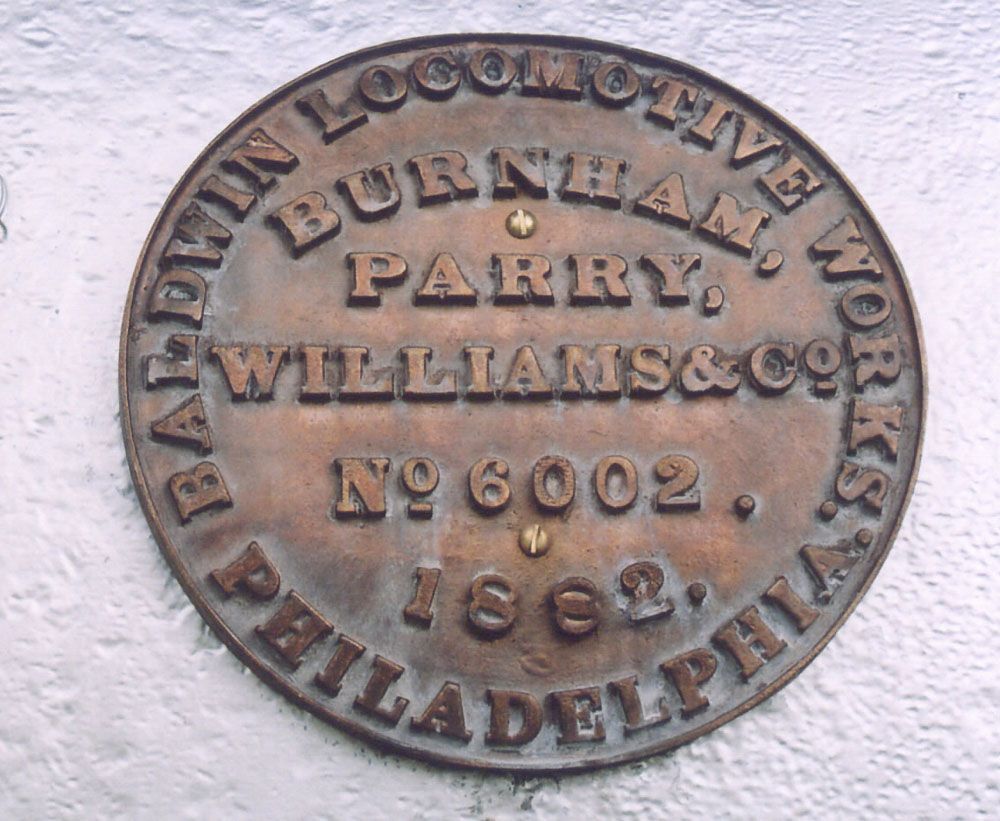 BALDWIN LOCOMOTIVE WORKS.
BURNHAM,
PARRY,
WILLIAMS & Cº
Nº 6002.
1882.
PHILADELPHIA.